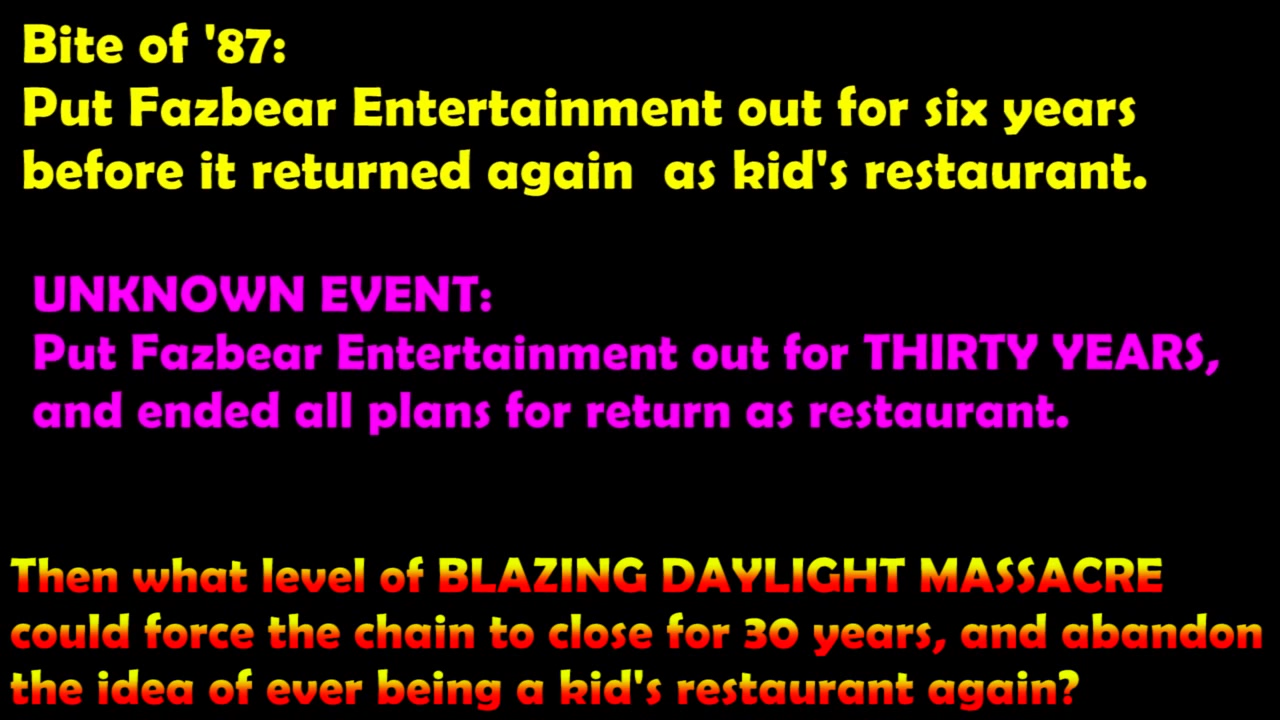 Bite of '87:
Put Fazbear Entertainment out for six years
before it returned again  as kid's restaurant.
UNKNOWN EVENT:
Put Fazbear Entertainment out for THIRTY YEARS,
and ended all plans for return as restaurant.
Then what level of BLAZING DAYLIGHT MASSACRE
could force the chain to close for 30 years, and abandon
the idea of ever being a kid's restaurant again?